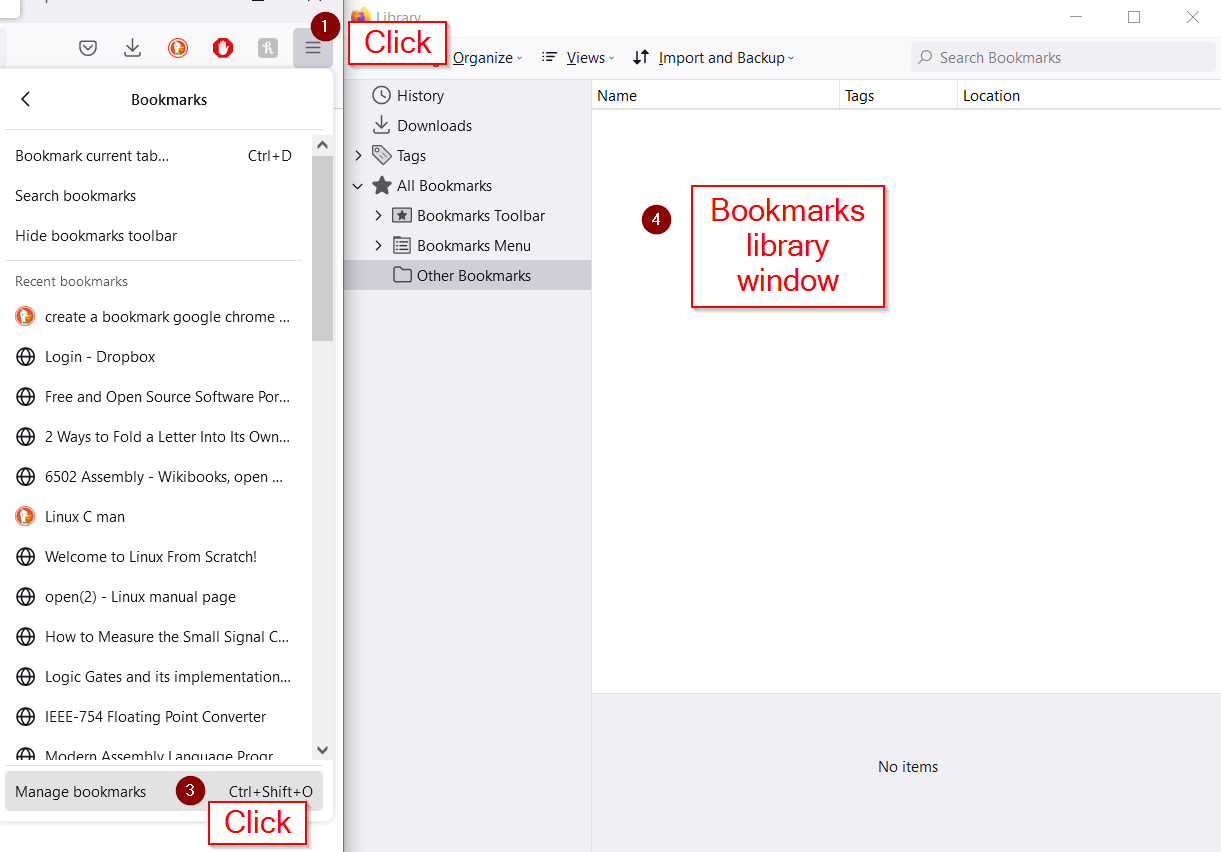 1
Click
Library
Organize
Views
Import and Backup
Search Bookmarks
Bookmarks
Bookmark current tab... Ctrl+D
Search bookmarks
Hide bookmarks toolbar
Recent bookmarks
create a bookmark google chrome ...
Login - Dropbox
Free and Open Source Software Por...
2 Ways to Fold a Letter Into Its Own...
6502 Assembly - Wikibooks, open ...
Linux C man
Welcome to Linux From Scratch!
open(2) - Linux manual page
How to Measure the Small Signal C...
Logic Gates and its implementation...
IEEE-754 Floating Point Converter
Modern Assembly Language Progr
Manage bookmarks 3 Ctrl+Shift+O
Click
History
Downloads
Tags
All Bookmarks
Bookmarks Toolbar
Bookmarks Menu
Other Bookmarks
Name Tags Location
4
Bookmarks
library
window
No items